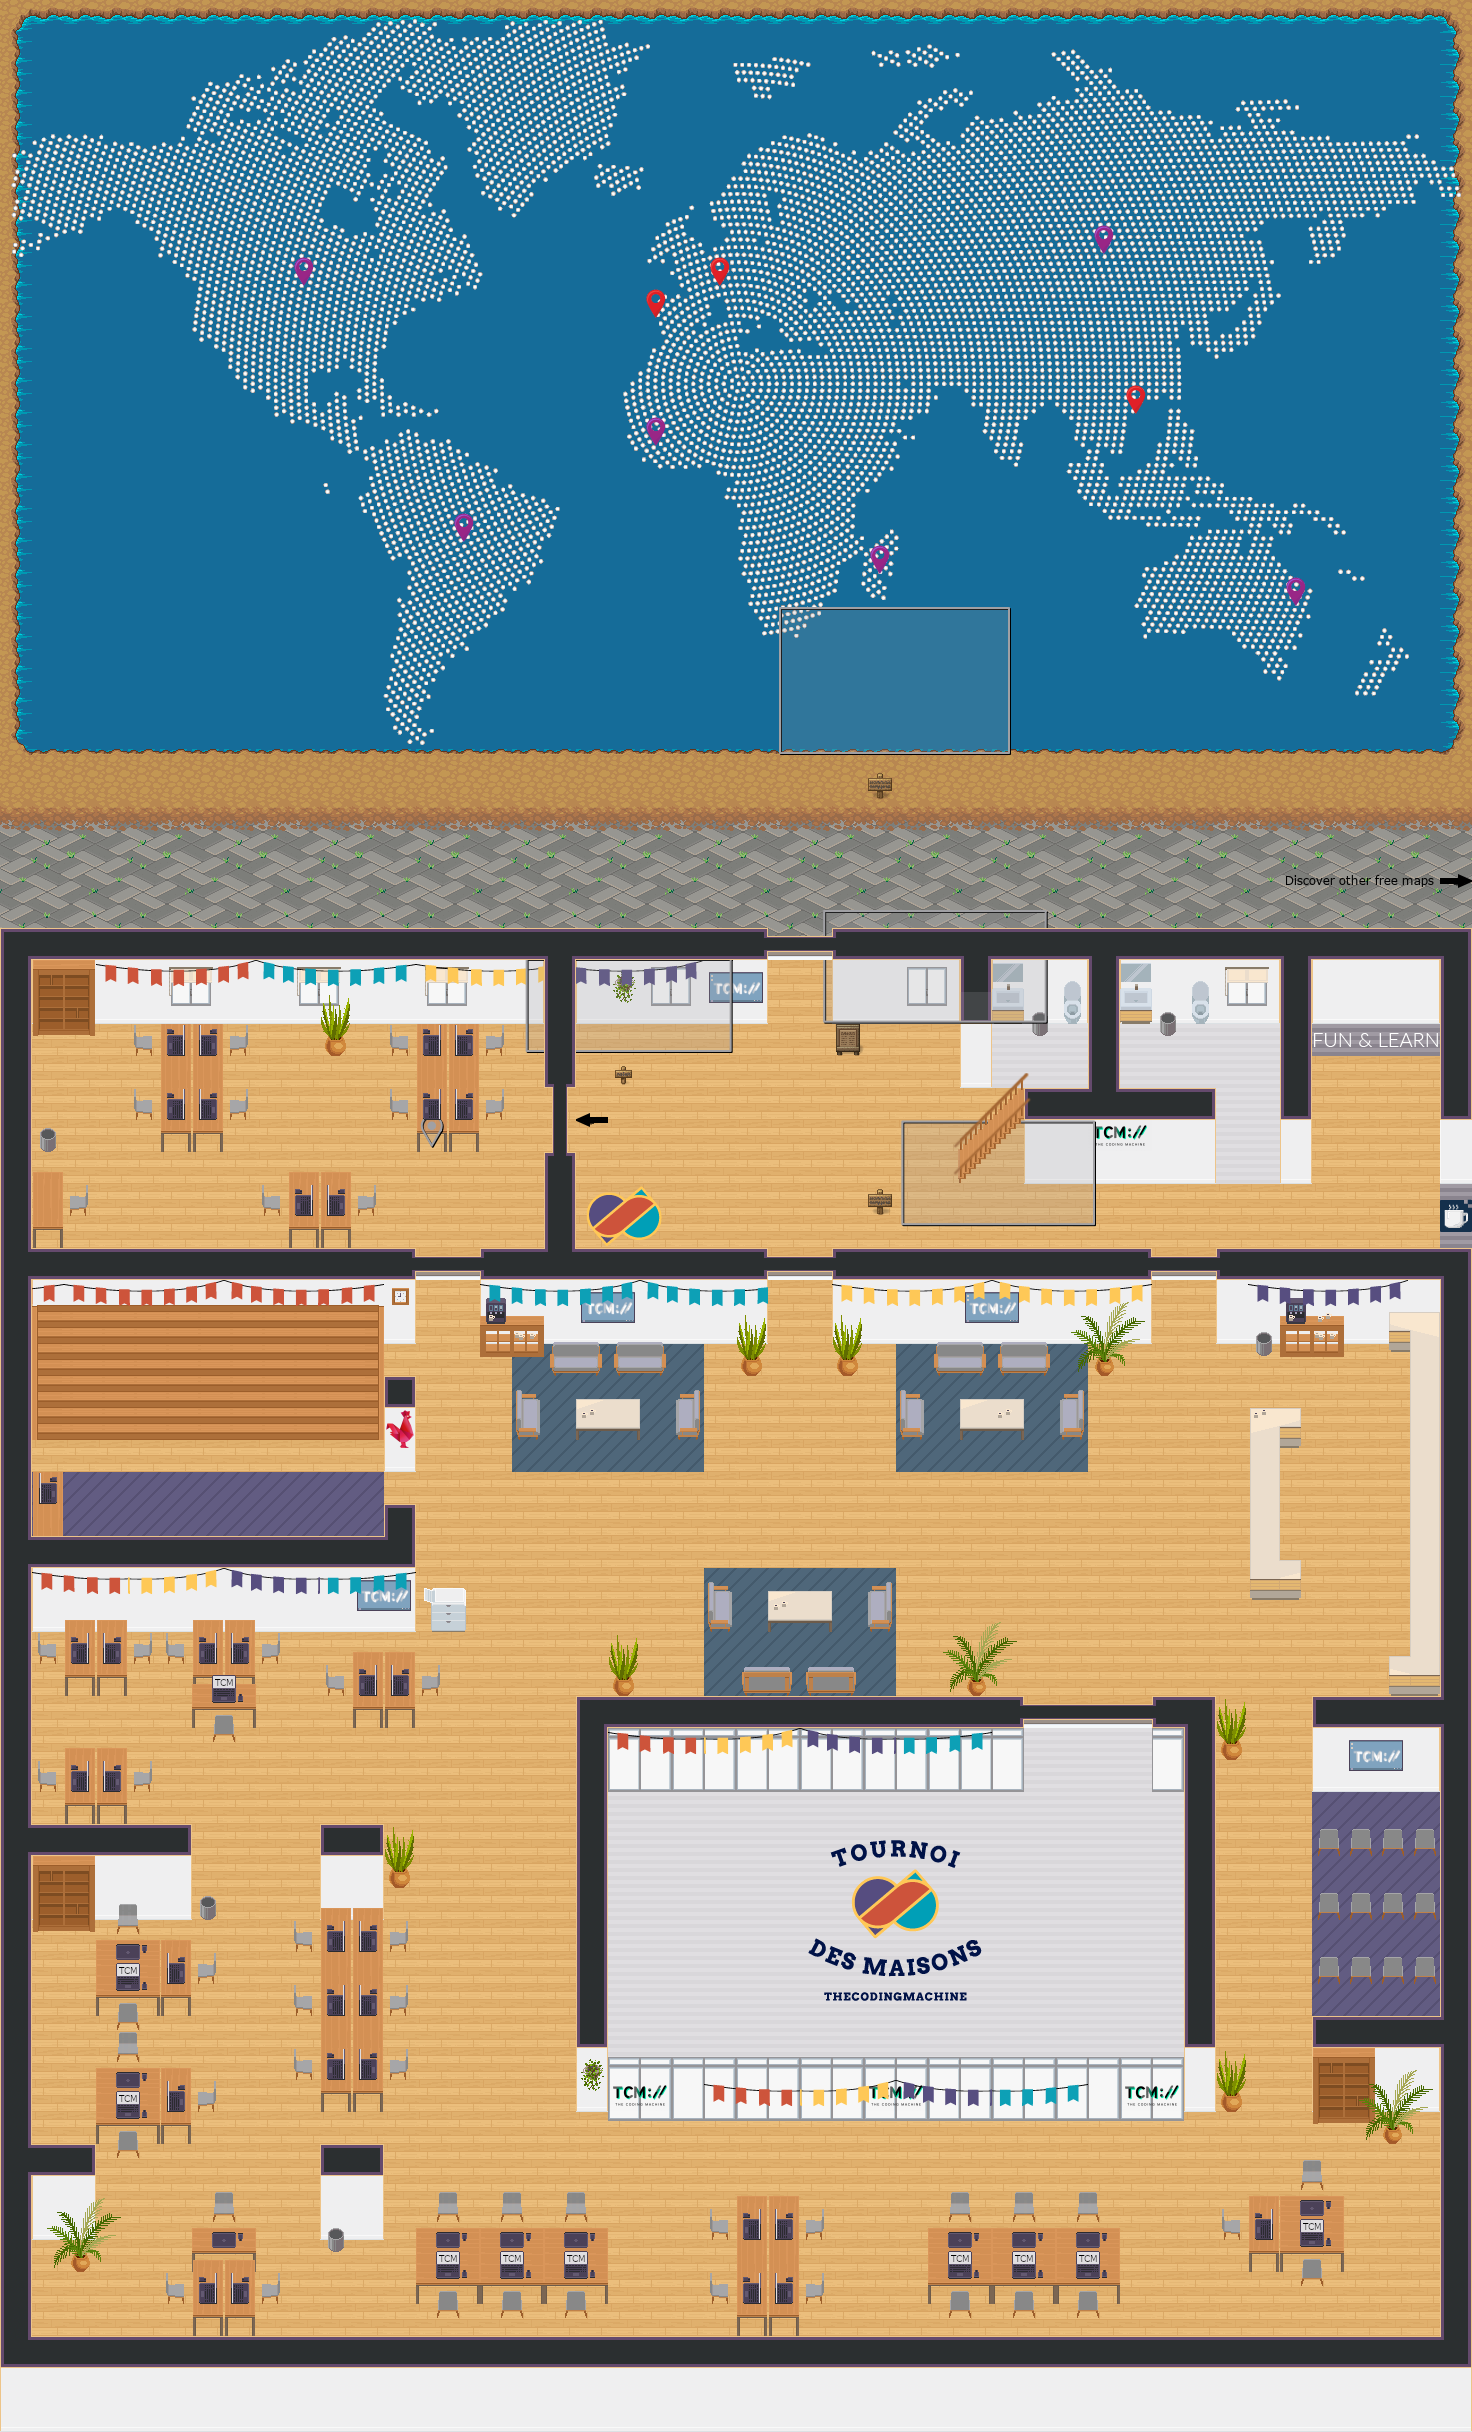 Discover other free maps
TCM://
FUN & LEARN
TCM://
THE CODING MACHINE
TCM://
TCM://
TCM://
TCM
TCM://
TOURNOI
DES MAISONS
THECODINGMACHINE
TCM
TCM
TCM://
THE CODING MACHINE
TCM://
THE CODING MACHINE
TCM://
THE CODING MACHINE
TCM
TCM
TCM
TCM
TCM
TCM
TCM